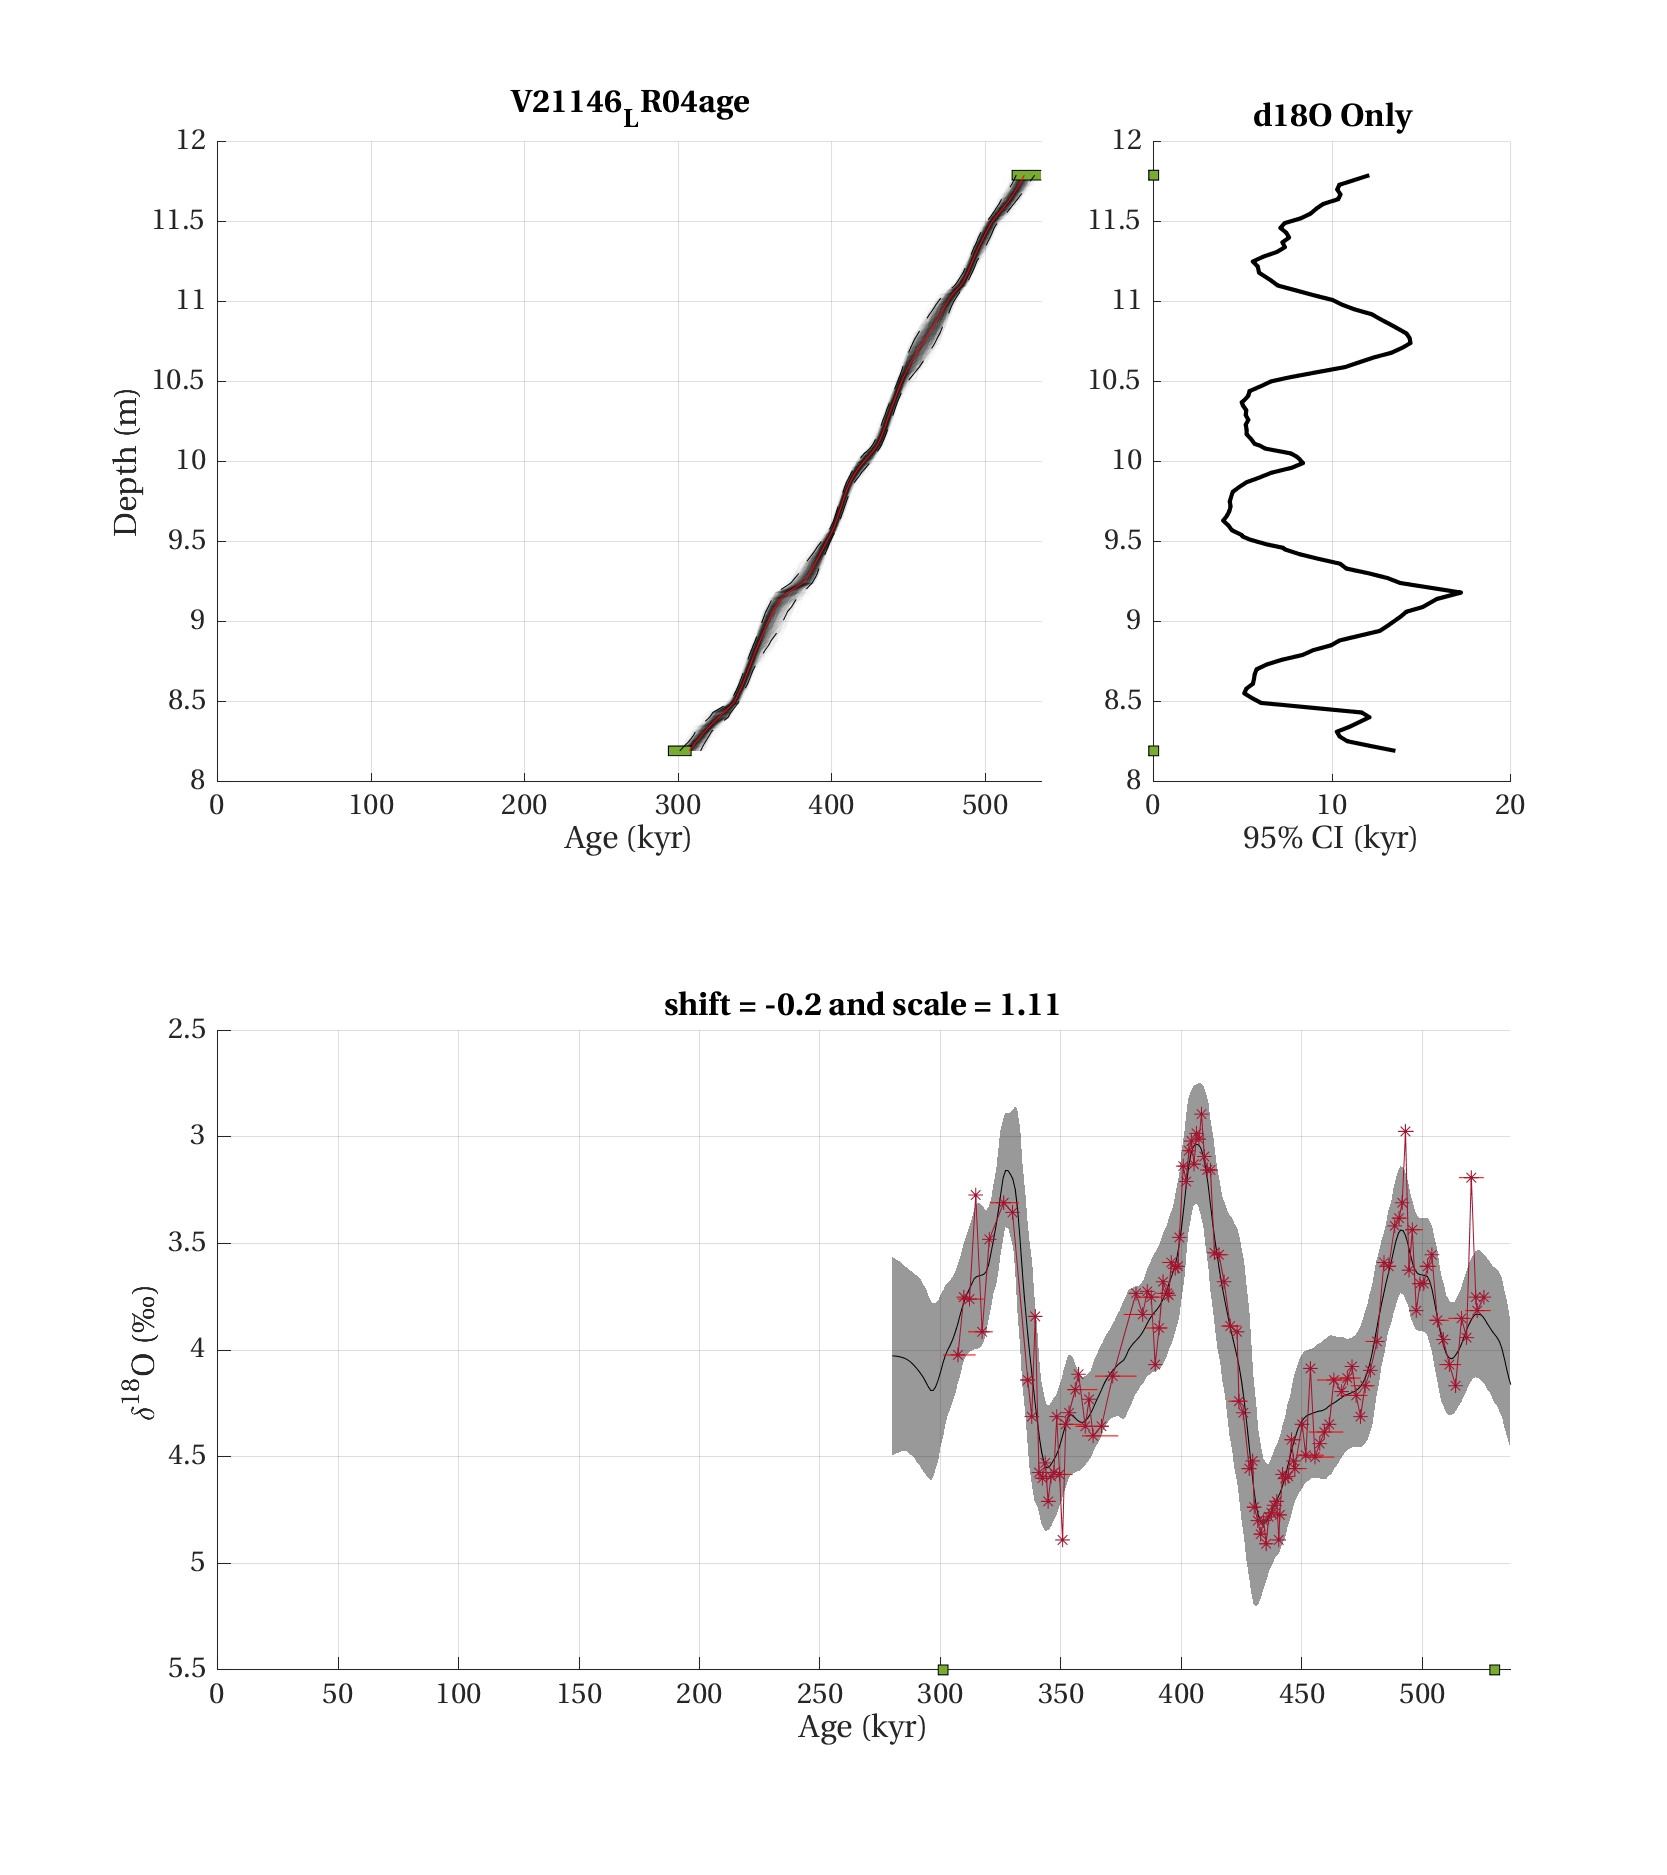 V21146LR04age
12
11.5
11
10.5
10
9.5
9
8.5
8
Depth (m)
0 100 200 300 400 500
Age (kyr)
d18O Only
12
11.5
11
10.5
10
9.5
9
8.5
8
0 10 20
95% CI (kyr)
shift = -0.2 and scale = 1.11
2.5
3
3.5
4
4.5
5
5.5
δ18O (‰)
0 50 100 150 200 250 300 350 400 450 500
Age (kyr)